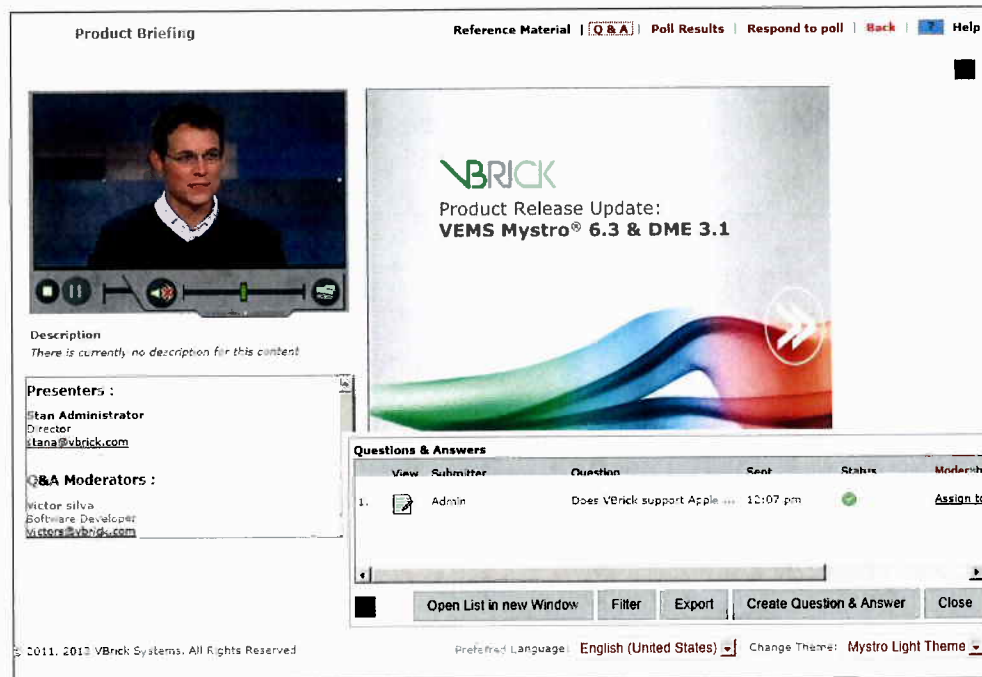 Product Briefing
Reference Material | Q & A | Poll Results | Respond to poll | Back | ? Help
VBRICK
Product Release Update:
VEMS Mystro® 6.3 & DME 3.1
Description
There is currently no description for this content
Presenters :
Stan Administrator
Director
stana@vbrick.com
Q&A Moderators :
Victor silva
Software Developer
Victors@vbrick.com
Questions & Answers
View Submitter Question Sent Status
1. Admin Does VBrick support Apple ... 12:07 pm Assign to
Open List in new Window Filter Export Create Question & Answer Close
© 2011, 2013 VBrick Systems, All Rights Reserved
Preferred Language: English (United States) Change Theme: Mystro Light Theme